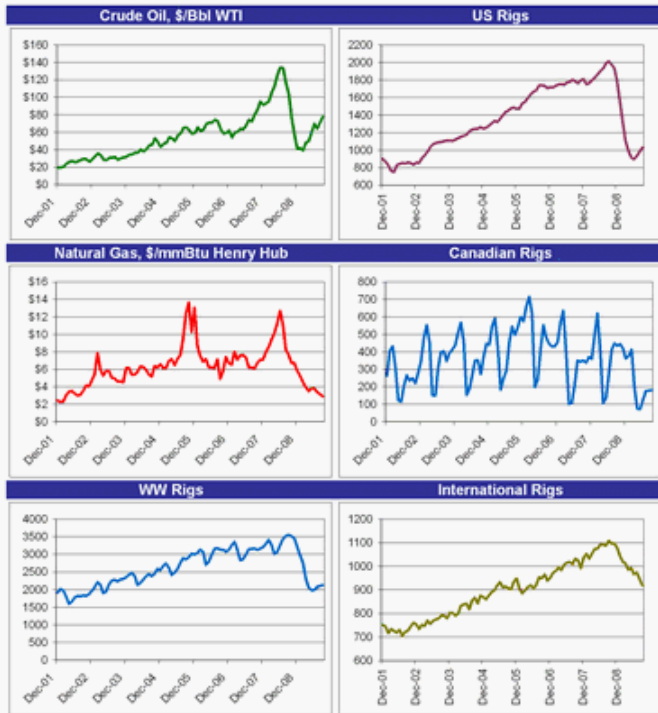 Crude Oil, $/Bbl WTI
$160
$140
$120
$100
$80
$60
$40
$20
$0
Dec-01
Dec-02
Dec-03
Dec-04
Dec-05
Dec-06
Dec-07
Dec-08
US Rigs
2200
2000
1800
1600
1400
1200
1000
800
600
Dec-01
Dec-02
Dec-03
Dec-04
Dec-05
Dec-06
Dec-07
Dec-08
Natural Gas, $/mmBtu Henry Hub
$16
$14
$12
$10
$8
$6
$4
$2
$0
Dec-01
Dec-02
Dec-03
Dec-04
Dec-05
Dec-06
Dec-07
Dec-08
Canadian Rigs
800
700
600
500
400
300
200
100
0
Dec-01
Dec-02
Dec-03
Dec-04
Dec-05
Dec-06
Dec-07
Dec-08
WW Rigs
4000
3500
3000
2500
2000
1500
1000
500
0
Dec-01
Dec-02
Dec-03
Dec-04
Dec-05
Dec-06
Dec-07
Dec-08
International Rigs
1200
1100
1000
900
800
700
600
Dec-01
Dec-02
Dec-03
Dec-04
Dec-05
Dec-06
Dec-07
Dec-08